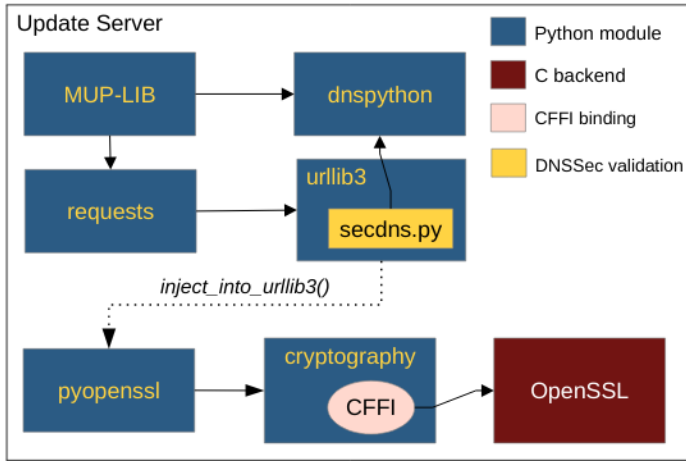 Update Server
MUP-LIB
dnspython
Python module
C backend
CFFI binding
DNSSec validation
requests
urllib3
secdns.py
inject_into_urllib3()
pyopenssl
cryptography
CFFI
OpenSSL